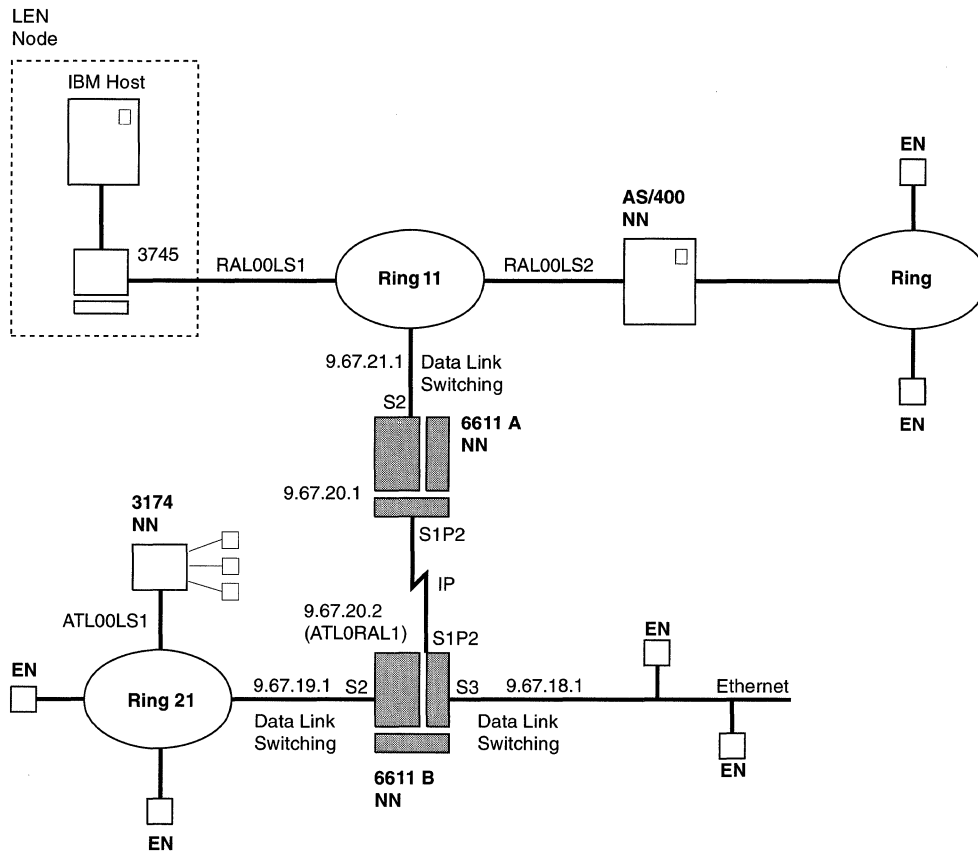 LEN
Node
IBM Host
3745
RAL00LS1
Ring 11
RAL00LS2
AS/400
NN
EN
Ring
EN
9.67.21.1
Data Link
Switching
S2
6611 A
NN
9.67.20.1
S1P2
IP
3174
NN
ATL00LS1
9.67.20.2
(ATL0RAL1)
S1P2
EN
EN
Ring 21
9.67.19.1
S2
S3
9.67.18.1
Ethernet
Data Link
Switching
Data Link
Switching
EN
6611 B
NN
EN